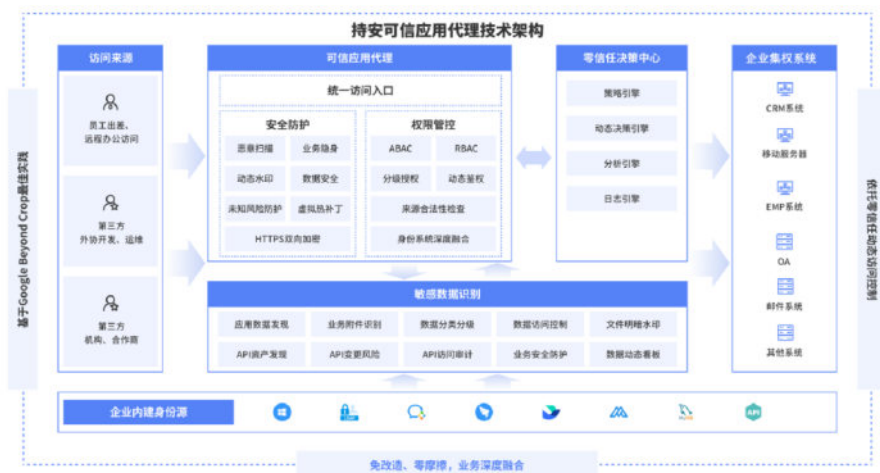 持安可信应用代理技术架构
基于Google Beyond Crop最佳实践
访问来源
员工出差、
远程办公访问
第三方
外协开发、运维
第三方
机构、合作商
可信应用代理
统一访问入口
安全防护
恶意扫描
业务隐身
动态水印
数据安全
未知风险防护
虚拟热补丁
HTTPS双向加密
权限管控
ABAC
RBAC
分级授权
动态鉴权
来源合法性检查
身份系统深度融合
零信任决策中心
策略引擎
动态决策引擎
分析引擎
日志引擎
企业集权系统
CRM系统
移动服务器
EMP系统
OA
邮件系统
其他系统
依托零信任动态访问控制
敏感数据识别
应用数据发现
业务附件识别
数据分类分级
数据访问控制
文件明暗水印
API资产发现
API变更风险
API访问审计
业务安全防护
数据动态看板
企业内建身份源
API
免改造、零摩擦，业务深度融合